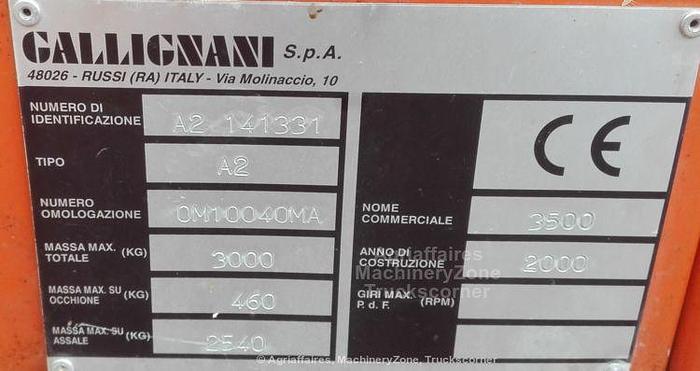 GALLIGNANI S.p.A.
48026 - RUSSI (RA) ITALY - Via Molinaccio, 10
NUMERO DI
IDENTIFICAZIONE A2 141331
TIPO A2
NUMERO
OMOLOGAZIONE OM10040MA
MASSA MAX. (KG)
TOTALE 3000
MASSA MAX. SU (KG)
OCCHIONE 460
MASSA MAX. SU (KG)
ASSALE 2540
CE
NOME
COMMERCIALE 3500
ANNO DI
COSTRUZIONE 2000
GIRI MAX. (RPM)
P. d. F.
Agriaffaires
MachineryZone
Truckscorner
© Agriaffaires, MachineryZone, Truckscorner